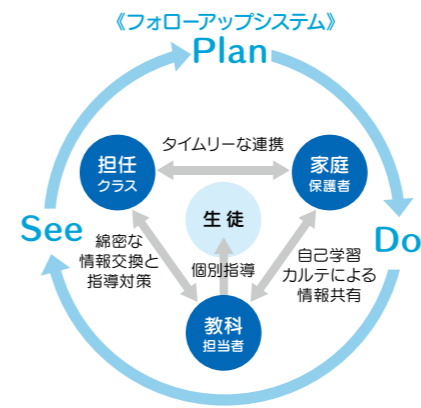 《フォローアップシステム》
Plan
タイムリーな連携
担任
クラス
家庭
保護者
生徒
See
Do
綿密な
情報交換と
指導対策
個別指導
自己学習
カルテによる
情報共有
教科
担当者